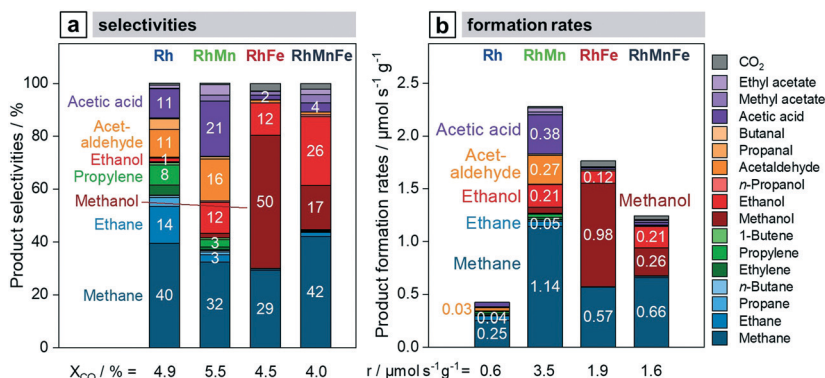 a selectivities
Rh RhMn RhFe RhMnFe
Product selectivities / %
100
80
60
40
20
0
Acetic acid
Acet-
aldehyde
Ethanol
Propylene
Methanol
Ethane
Methane
11
11
1
8
14
40
21
16
12
3
3
32
2
12
50
29
4
26
17
42
X_CO / % = 4.9 5.5 4.5 4.0
b formation rates
Rh RhMn RhFe RhMnFe
Product formation rates / μmol s⁻¹ g⁻¹
2.5
2.0
1.5
1.0
0.5
0.0
Acetic acid
Acet-
aldehyde
Ethanol
Ethane
Methane
Methanol
0.03
0.04
0.25
0.38
0.27
0.21
0.05
1.14
0.12
0.98
0.57
0.21
0.26
0.66
r / μmol s⁻¹g⁻¹ = 0.6 3.5 1.9 1.6
CO₂
Ethyl acetate
Methyl acetate
Acetic acid
Butanal
Propanal
Acetaldehyde
n-Propanol
Ethanol
Methanol
1-Butene
Propylene
Ethylene
n-Butane
Propane
Ethane
Methane